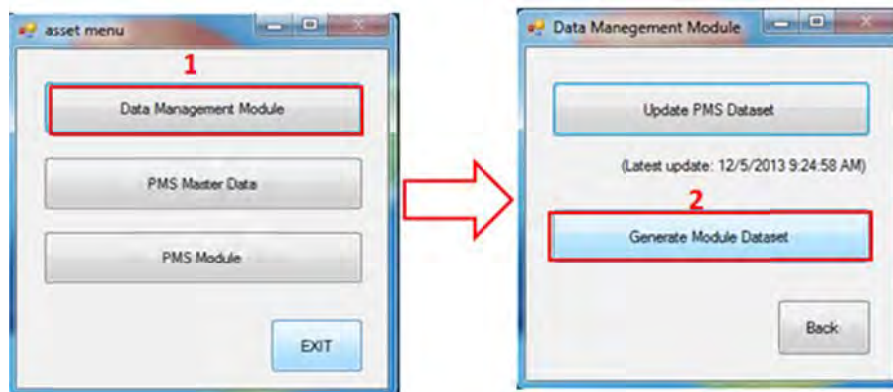 asset menu
1
Data Management Module
PMS Master Data
PMS Module
EXIT
Data Manegement Module
Update PMS Dataset
(Latest update: 12/5/2013 9:24:58 AM)
2
Generate Module Dataset
Back